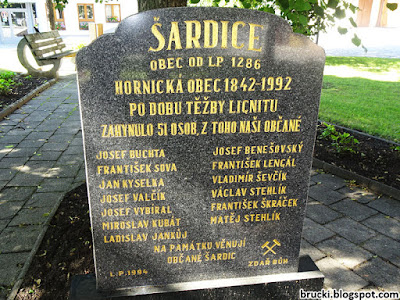 ŠARDICE
OBEC OD LP 1286
HORNICKÁ OBEC 1842-1992
PO DOBU TĚŽBY LIGNITU
ZAHYNULO 51 OSOB, Z TOHO NAŠI OBČANÉ
JOSEF BUCHTA
FRANTIŠEK SOVA
JAN KYSELKA
JOSEF VALČÍK
JOSEF VYBÍRAL
MIROSLAV KUBÁT
LADISLAV JANKŮJ
JOSEF BENEŠOVSKÝ
FRANTIŠEK LENGÁL
VLADIMÍR ŠEVČÍK
VÁCLAV STEHLÍK
FRANTIŠEK ŠKRÁČEK
MATĚJ STEHLÍK
NA PAMÁTKU VĚNUJÍ
OBČANÉ ŠARDIC
L.P. 1994
ZDAŘ BŮH
brucki.blogspot.com